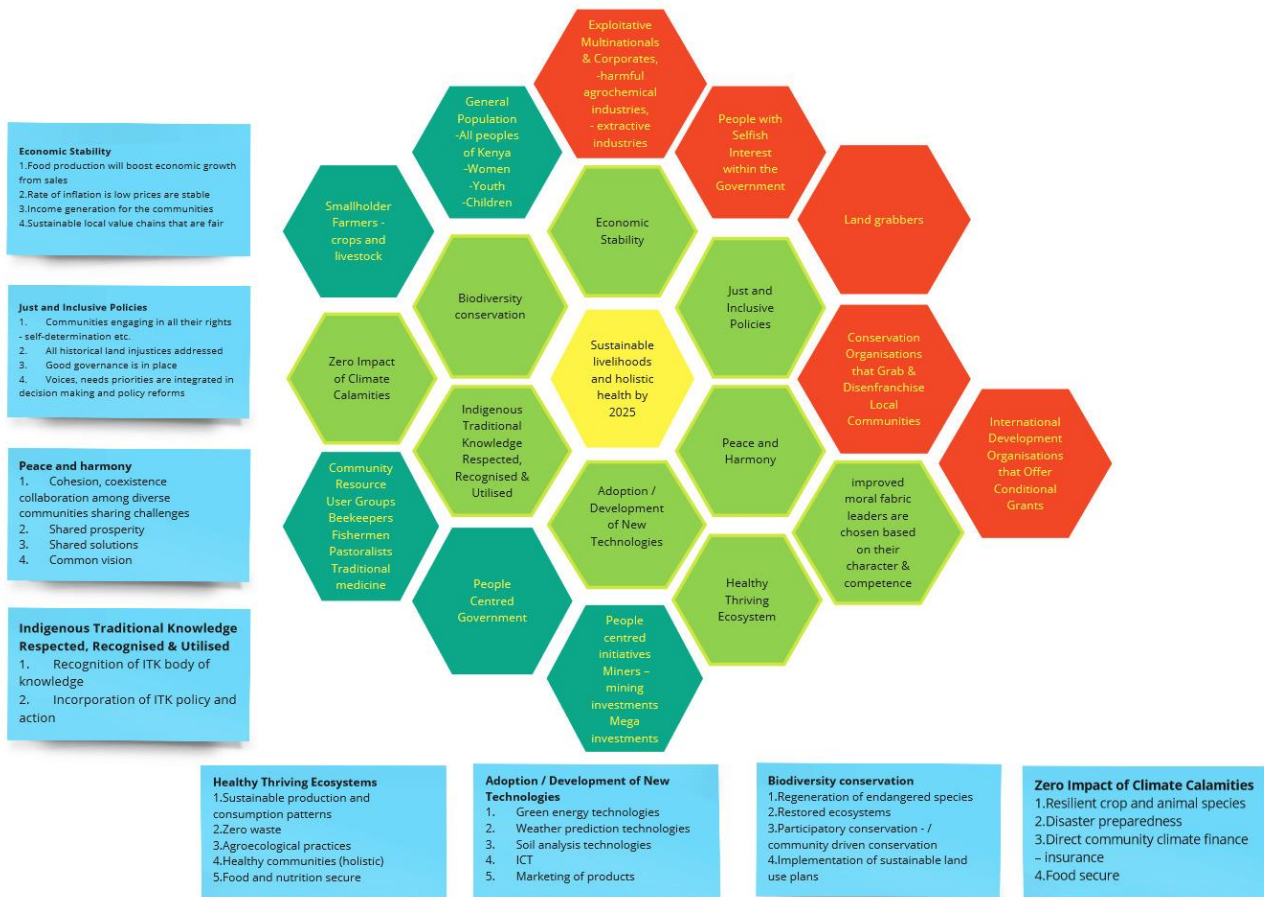 Exploitative
Multinationals
& Corporates,
-harmful
agrochemical
industries,
- extractive
industries
General
Population
-All peoples
of Kenya
-Women
-Youth
-Children
People with
Selfish
Interest
within the
Government
Smallholder
Farmers -
crops and
livestock
Economic
Stability
Land grabbers
Biodiversity
conservation
Just and
Inclusive
Policies
Zero Impact
of Climate
Calamities
Sustainable
livelihoods
and holistic
health by
2025
Conservation
Organisations
that Grab &
Disenfranchise
Local
Communities
Indigenous
Traditional
Knowledge
Respected,
Recognised &
Utilised
Peace and
Harmony
International
Development
Organisations
that Offer
Conditional
Grants
Community
Resource
User Groups
Beekeepers
Fishermen
Pastoralists
Traditional
medicine
Adoption /
Development
of New
Technologies
improved
moral fabric
leaders are
chosen based
on their
character &
competence
People
Centred
Government
Healthy
Thriving
Ecosystem
People
centred
initiatives
Miners –
mining
investments
Mega
investments
Economic Stability
1.Food production will boost economic growth
from sales
2.Rate of inflation is low prices are stable
3.Income generation for the communities
4.Sustainable local value chains that are fair
Just and Inclusive Policies
1. Communities engaging in all their rights
- self-determination etc.
2. All historical land injustices addressed
3. Good governance is in place
4. Voices, needs priorities are integrated in
decision making and policy reforms
Peace and harmony
1. Cohesion, coexistence
collaboration among diverse
communities sharing challenges
2. Shared prosperity
3. Shared solutions
4. Common vision
Indigenous Traditional Knowledge
Respected, Recognised & Utilised
1. Recognition of ITK body of
knowledge
2. Incorporation of ITK policy and
action
Healthy Thriving Ecosystems
1.Sustainable production and
consumption patterns
2.Zero waste
3.Agroecological practices
4.Healthy communities (holistic)
5.Food and nutrition secure
Adoption / Development of New
Technologies
1. Green energy technologies
2. Weather prediction technologies
3. Soil analysis technologies
4. ICT
5. Marketing of products
Biodiversity conservation
1.Regeneration of endangered species
2.Restored ecosystems
3.Participatory conservation - /
community driven conservation
4.Implementation of sustainable land
use plans
Zero Impact of Climate Calamities
1.Resilient crop and animal species
2.Disaster preparedness
3.Direct community climate finance
– insurance
4.Food secure